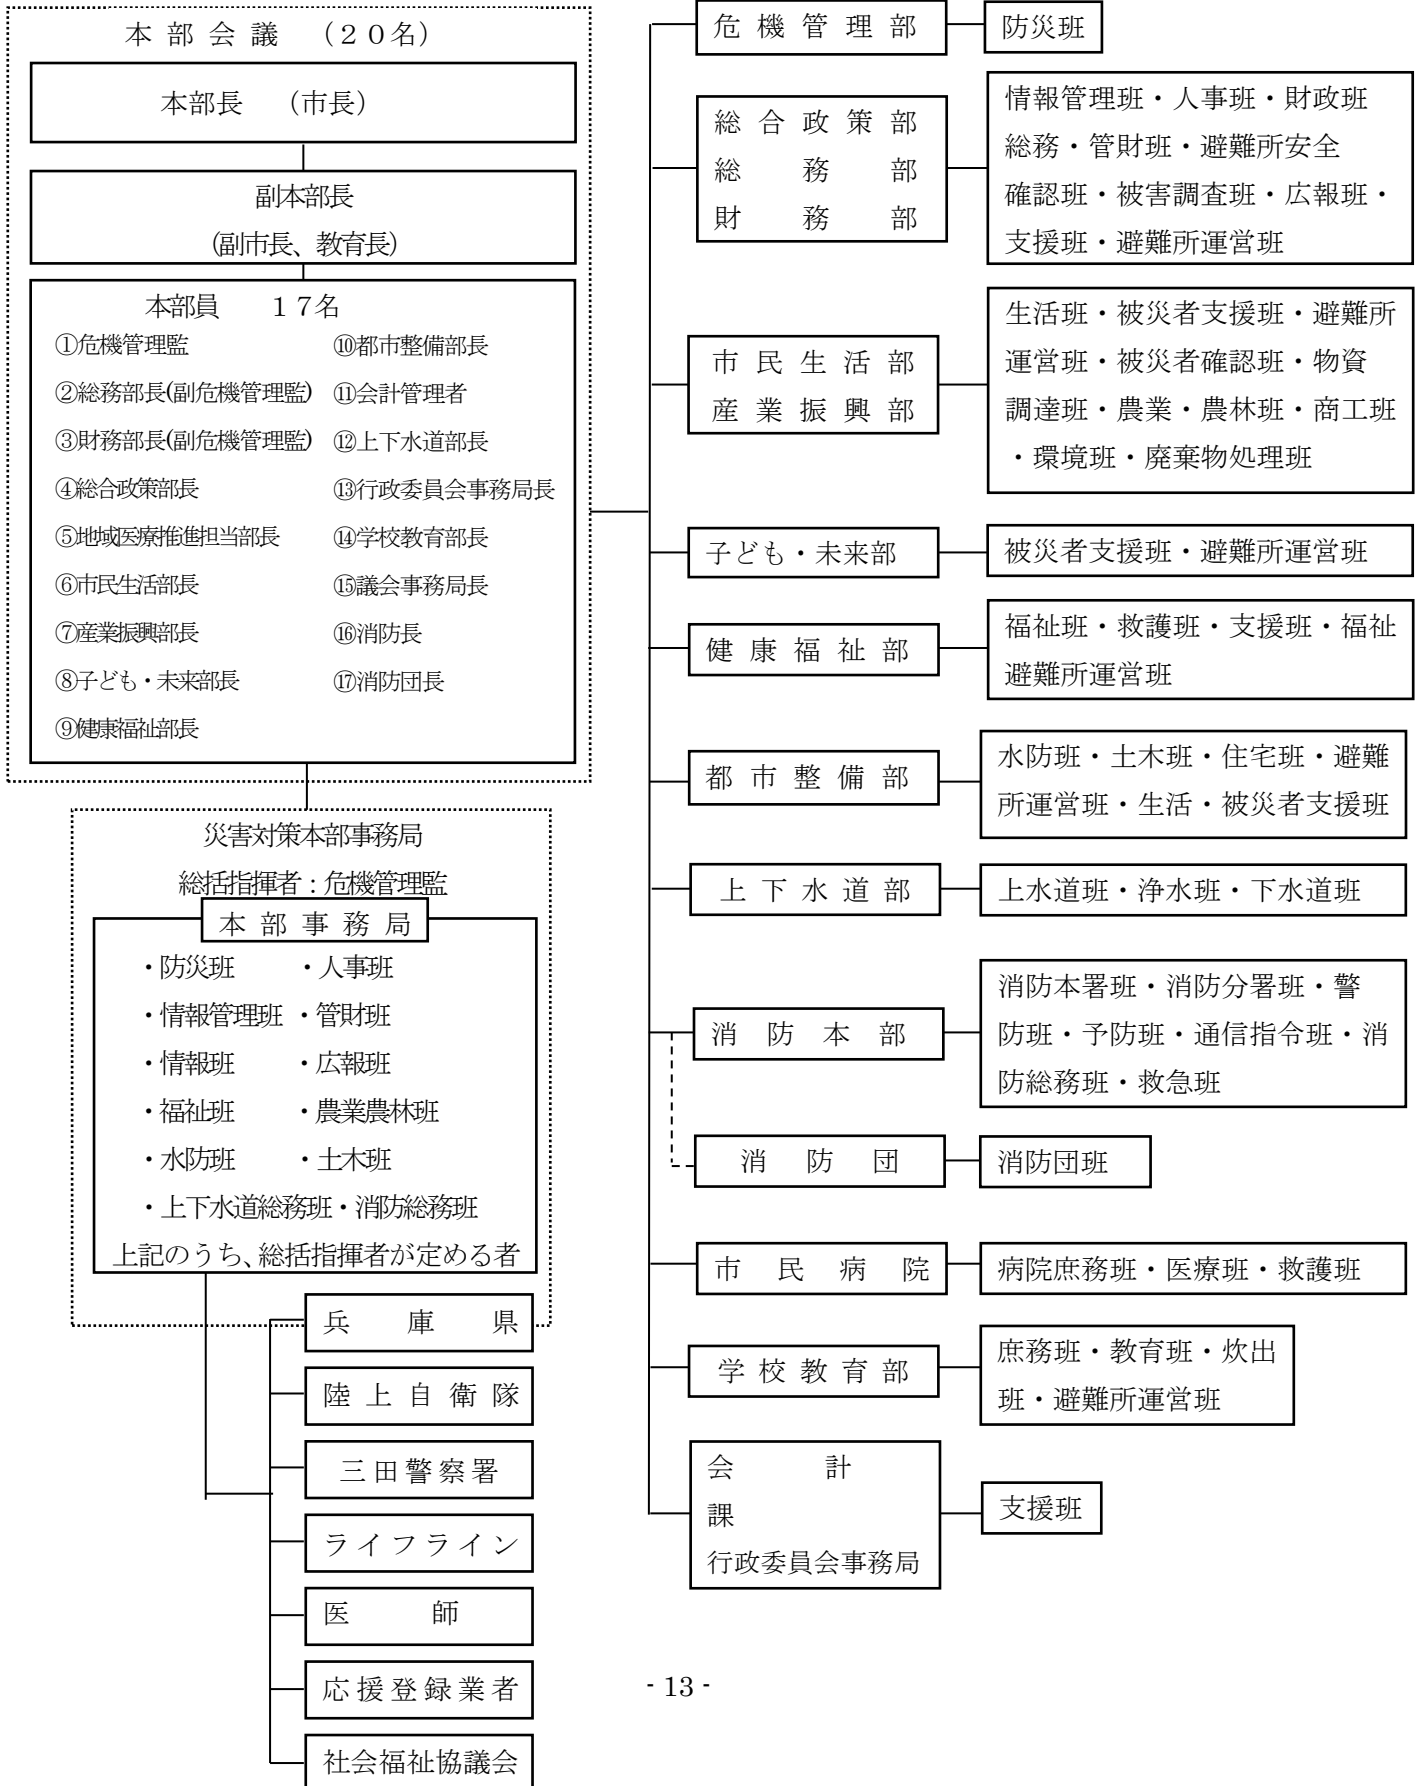 本部会議 （２０名）
本部長 （市長）
副本部長
(副市長、教育長)
本部員 １７名
①危機管理監
②総務部長(副危機管理監)
③財務部長(副危機管理監)
④総合政策部長
⑤地域医療推進担当部長
⑥市民生活部長
⑦産業振興部長
⑧子ども・未来部長
⑨健康福祉部長
⑩都市整備部長
⑪会計管理者
⑫上下水道部長
⑬行政委員会事務局長
⑭学校教育部長
⑮議会事務局長
⑯消防長
⑰消防団長
災害対策本部事務局
総括指揮者：危機管理監
本部事務局
・防災班 ・人事班
・情報管理班 ・管財班
・情報班 ・広報班
・福祉班 ・農業農林班
・水防班 ・土木班
・上下水道総務班・消防総務班
上記のうち、総括指揮者が定める者
兵庫県
陸上自衛隊
三田警察署
ライフライン
医師
応援登録業者
社会福祉協議会
危機管理部
防災班
総合政策部
総務部
財務部
情報管理班・人事班・財政班
総務・管財班・避難所安全
確認班・被害調査班・広報班・
支援班・避難所運営班
市民生活部
産業振興部
生活班・被災者支援班・避難所
運営班・被災者確認班・物資
調達班・農業・農林班・商工班
・環境班・廃棄物処理班
子ども・未来部
被災者支援班・避難所運営班
健康福祉部
福祉班・救護班・支援班・福祉
避難所運営班
都市整備部
水防班・土木班・住宅班・避難
所運営班・生活・被災者支援班
上下水道部
上水道班・浄水班・下水道班
消防本部
消防本署班・消防分署班・警
防班・予防班・通信指令班・消
防総務班・救急班
消防団
消防団班
市民病院
病院庶務班・医療班・救護班
学校教育部
庶務班・教育班・炊出
班・避難所運営班
会計
課
行政委員会事務局
支援班
- 13 -